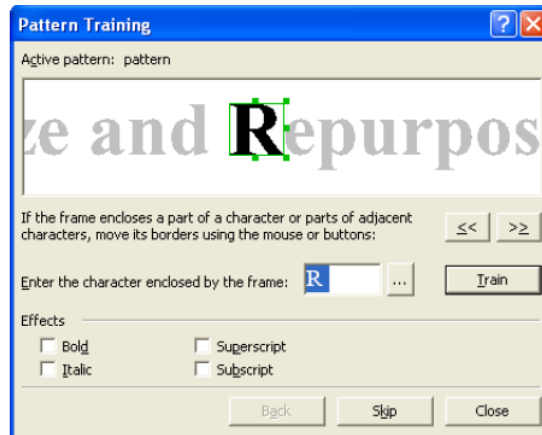 Pattern Training
Active pattern: pattern
ze and Repurpos
If the frame encloses a part of a character or parts of adjacent
characters, move its borders using the mouse or buttons:
<< >>
Enter the character enclosed by the frame: R ... Train
Effects
Bold Superscript
Italic Subscript
Back Skip Close